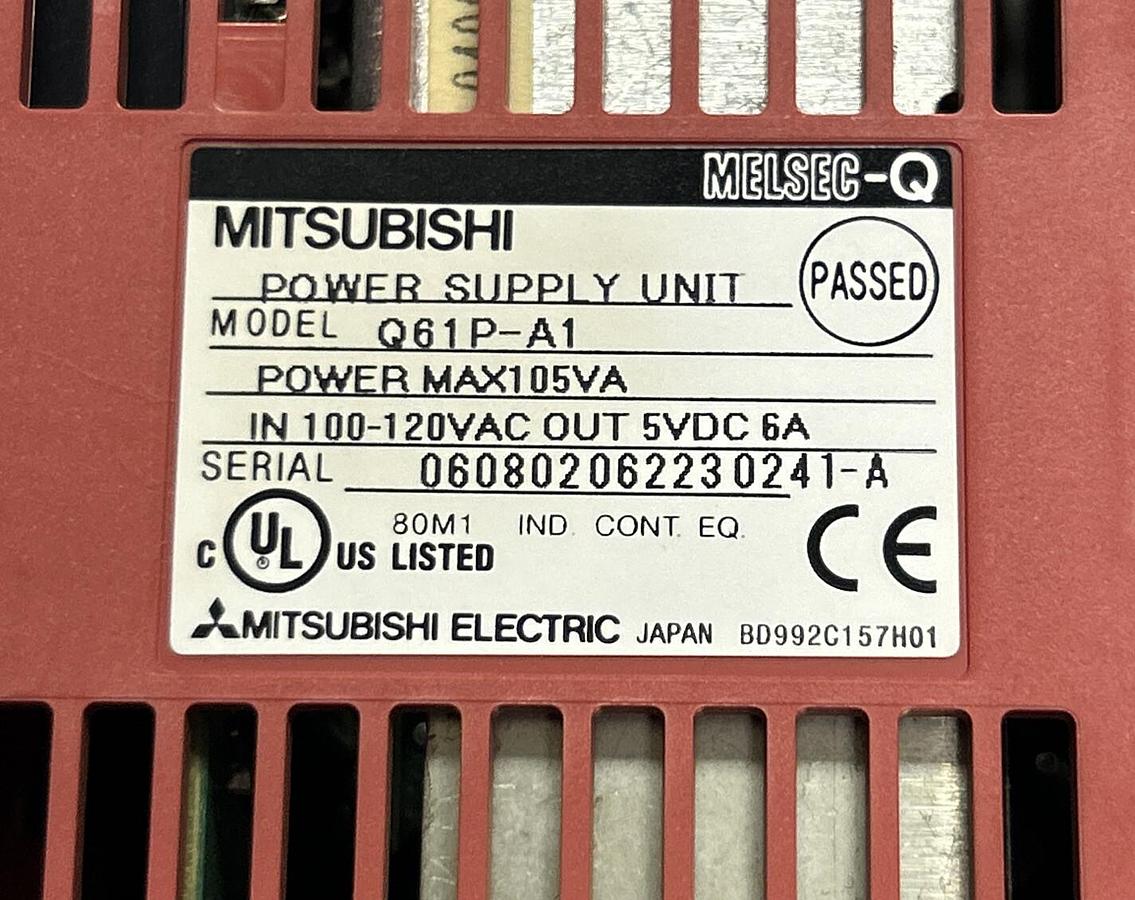 MELSEC-Q
MITSUBISHI
POWER SUPPLY UNIT
PASSED
MODEL Q61P-A1
POWER MAX105VA
IN 100-120VAC OUT 5VDC 6A
SERIAL 060802062230241-A
80M1 IND. CONT. EQ.
C UL ® US LISTED
CE
MITSUBISHI ELECTRIC JAPAN BD992C157H01